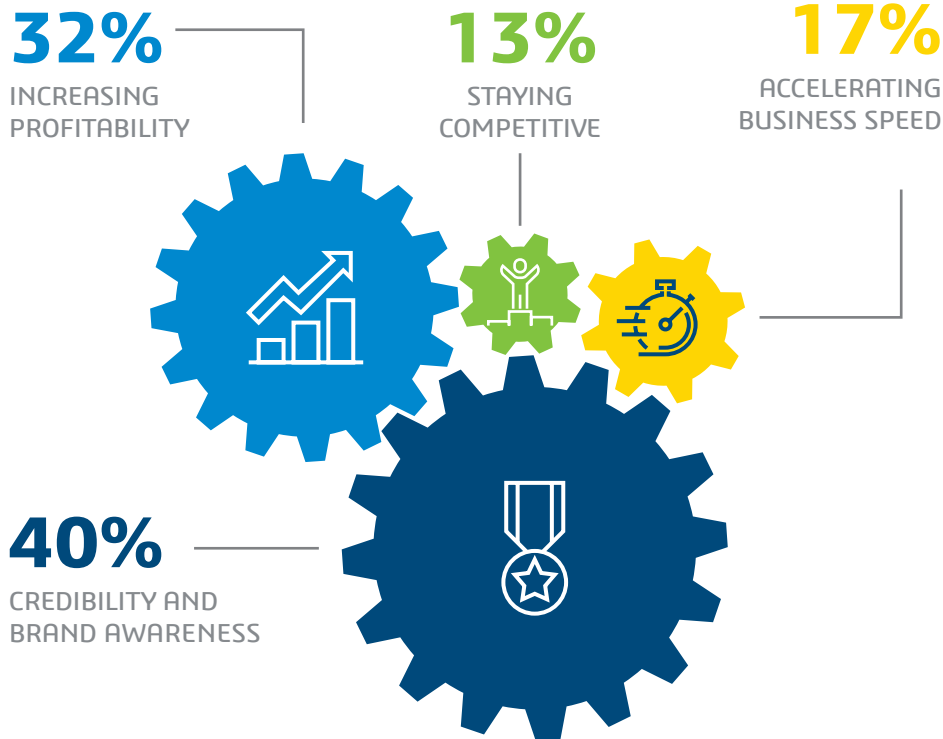 32%
INCREASING
PROFITABILITY
13%
STAYING
COMPETITIVE
17%
ACCELERATING
BUSINESS SPEED
40%
CREDIBILITY AND
BRAND AWARENESS